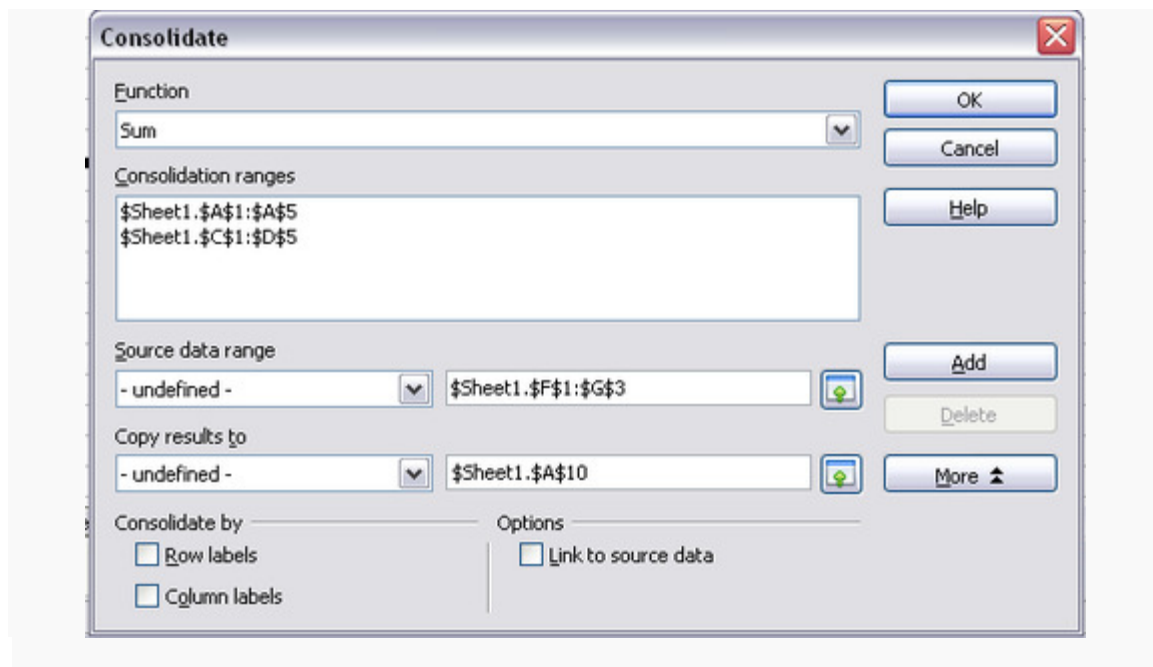 Consolidate
Function
Sum
OK
Cancel
Consolidation ranges
$Sheet1.$A$1:$A$5
$Sheet1.$C$1:$D$5
Help
Source data range
- undefined -
$Sheet1.$F$1:$G$3
Add
Delete
Copy results to
- undefined -
$Sheet1.$A$10
More
Consolidate by
Options
Row labels
Link to source data
Column labels